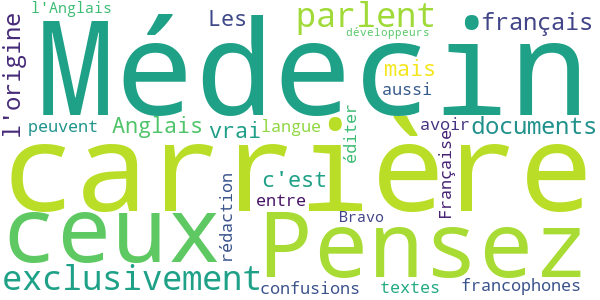 l'Anglais
Les
parlent
français
développeurs
Médecin
l'origine
mais
aussi
peuvent
Anglais
vrai
langue
éditer
avoir
documents
carrière
Française
c'est
rédaction
entre
ceux
Bravo
Pensez
exclusivement
confusions
textes
francophones